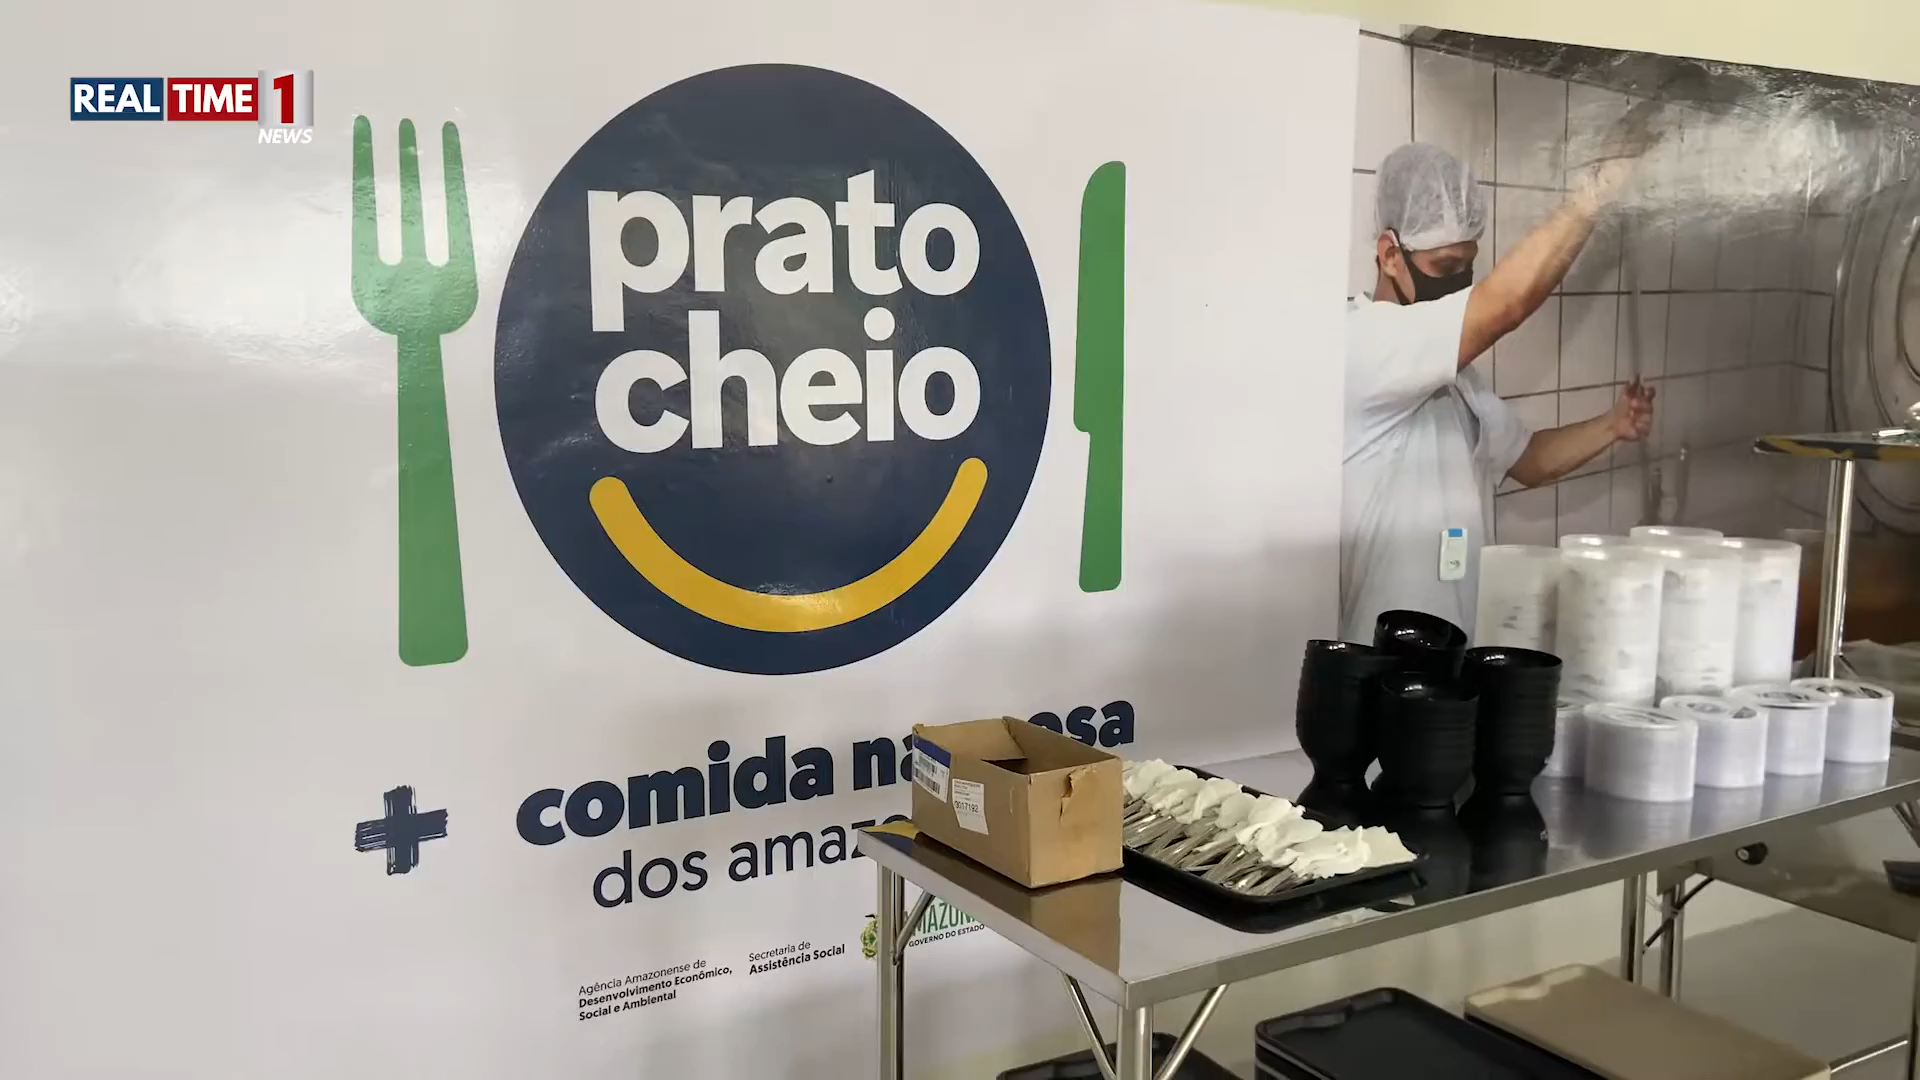 REAL TIME 1
NEWS
prato
cheio
+ comida na
dos
Agência Amazonense de
Desenvolvimento Econômico,
Social e Ambiental
Secretaria de
Assistência Social
GOVERNO DO ESTADO
0017192